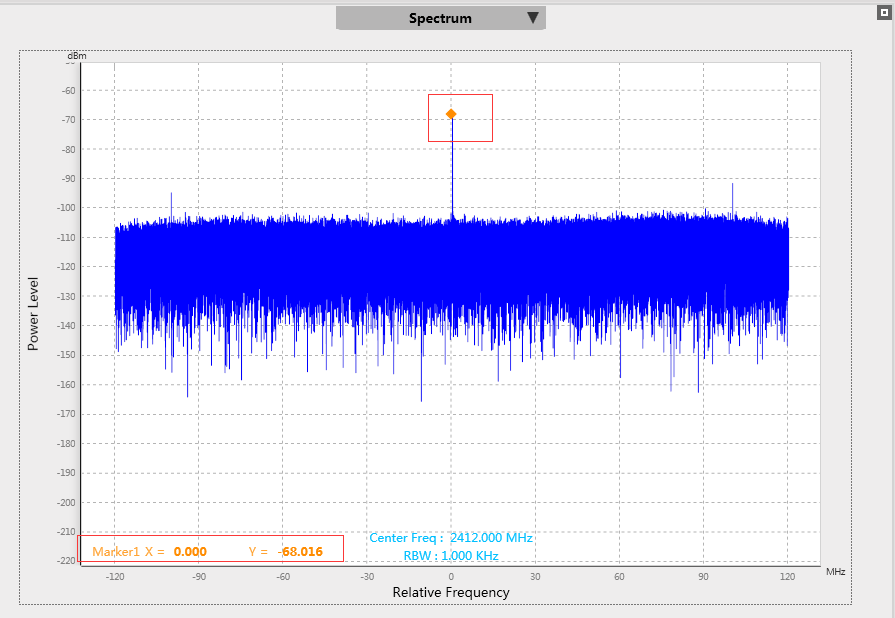 Spectrum
dBm
-60
-70
-80
-90
-100
-110
-120
-130
-140
-150
-160
-170
-180
-190
-200
-210
-220
Power Level
Marker1 X = 0.000 Y = -68.016
Center Freq : 2412.000 MHz
RBW : 1.000 KHz
-120 -90 -60 -30 0 30 60 90 120 MHz
Relative Frequency